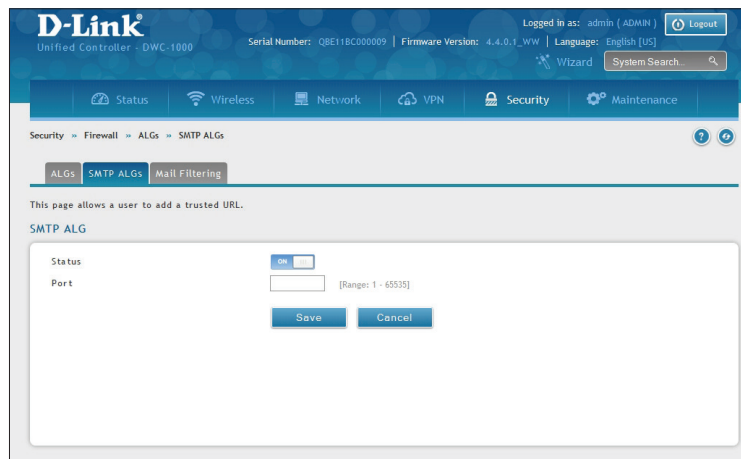 D-Link®
Unified Controller - DWC-1000
Logged in as: admin ( ADMIN )
Logout
Serial Number: QBE11BC000009 | Firmware Version: 4.4.0.1_WW | Language: English [US]
Wizard
System Search...
Status
Wireless
Network
VPN
Security
Maintenance
Security » Firewall » ALGs » SMTP ALGs
ALGs
SMTP ALGs
Mail Filtering
This page allows a user to add a trusted URL.
SMTP ALG
Status
ON
Port
[Range: 1 - 65535]
Save
Cancel